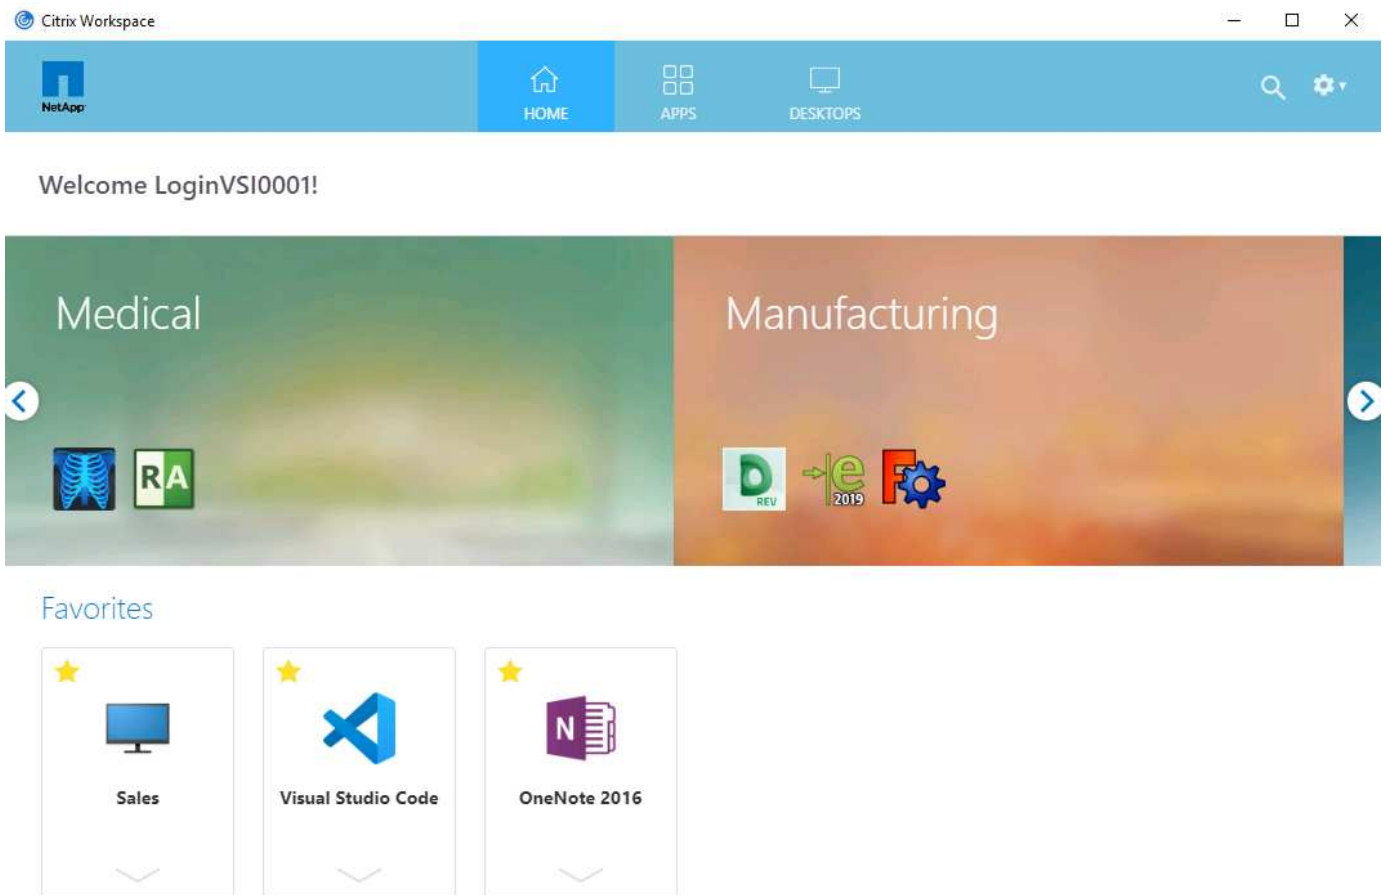 Citrix Workspace
NetApp
HOME
APPS
DESKTOPS
Welcome LoginVSI0001!
Medical
Manufacturing
RA
D
REV
e
2019
F
Favorites
N
Sales
Visual Studio Code
OneNote 2016